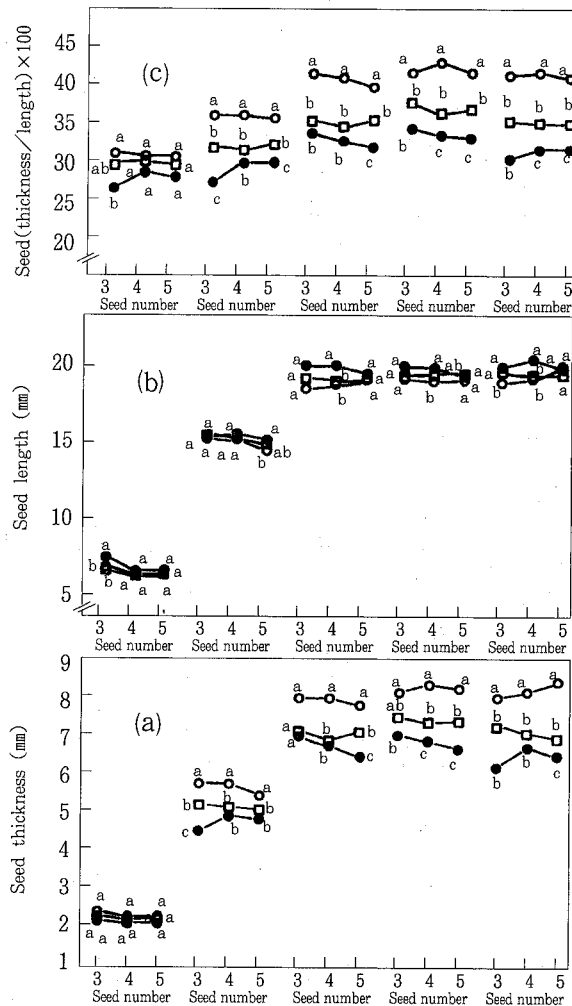 Seed(thickness/length)×100
45
40
35
30
25
20
(c)
a a a
ab a a a
b a a
a a a
b b b
c b c
a a a
b b b
b b c
a a a
b b b
b c c
a a a
b b b
b c c
3 4 5 3 4 5 3 4 5 3 4 5 3 4 5
Seed number Seed number Seed number Seed number Seed number
Seed length (mm)
20
15
10
5
(b)
a a a
b a
b a a
a a a
a a a b ab
a a a
a a
a b a
a a ab
a a
a b a
a a a
a a
b b a
3 4 5 3 4 5 3 4 5 3 4 5 3 4 5
Seed number Seed number Seed number Seed number Seed number
Seed thickness (mm)
9
8
7
6
5
4
3
2
1
(a)
a a a
a
a a a
a a a
b b b
c b b
a a a
a b b
a b c
a a a
ab b b
b c c
a a a
b b b
b b c
3 4 5 3 4 5 3 4 5 3 4 5 3 4 5
Seed number Seed number Seed number Seed number Seed number